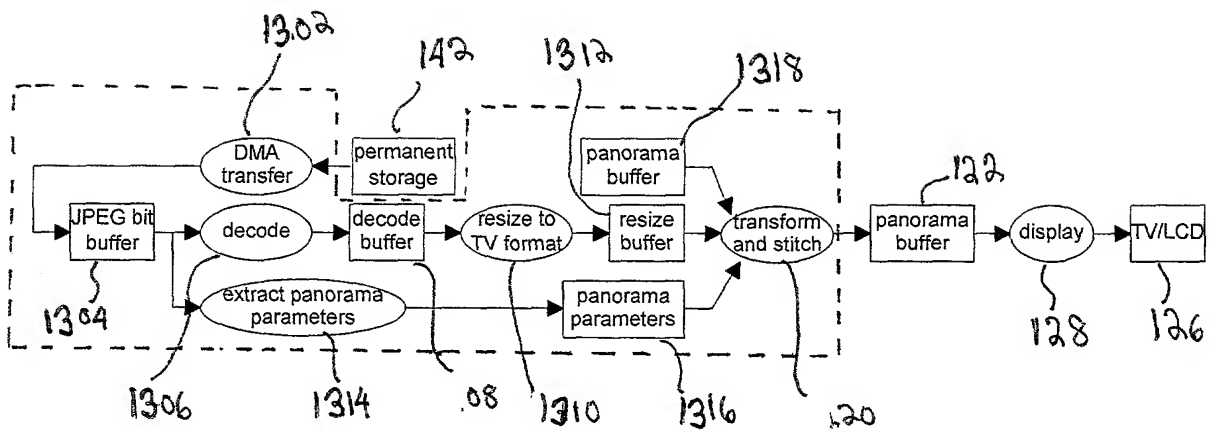 1302
142
1312
1318
DMA
transfer
permanent
storage
panorama
buffer
122
JPEG bit
buffer
decode
decode
buffer
resize to
TV format
resize
buffer
transform
and stitch
panorama
buffer
display
TV/LCD
1304
extract panorama
parameters
panorama
parameters
128
126
1306
1314
.08
1310
1316
.20